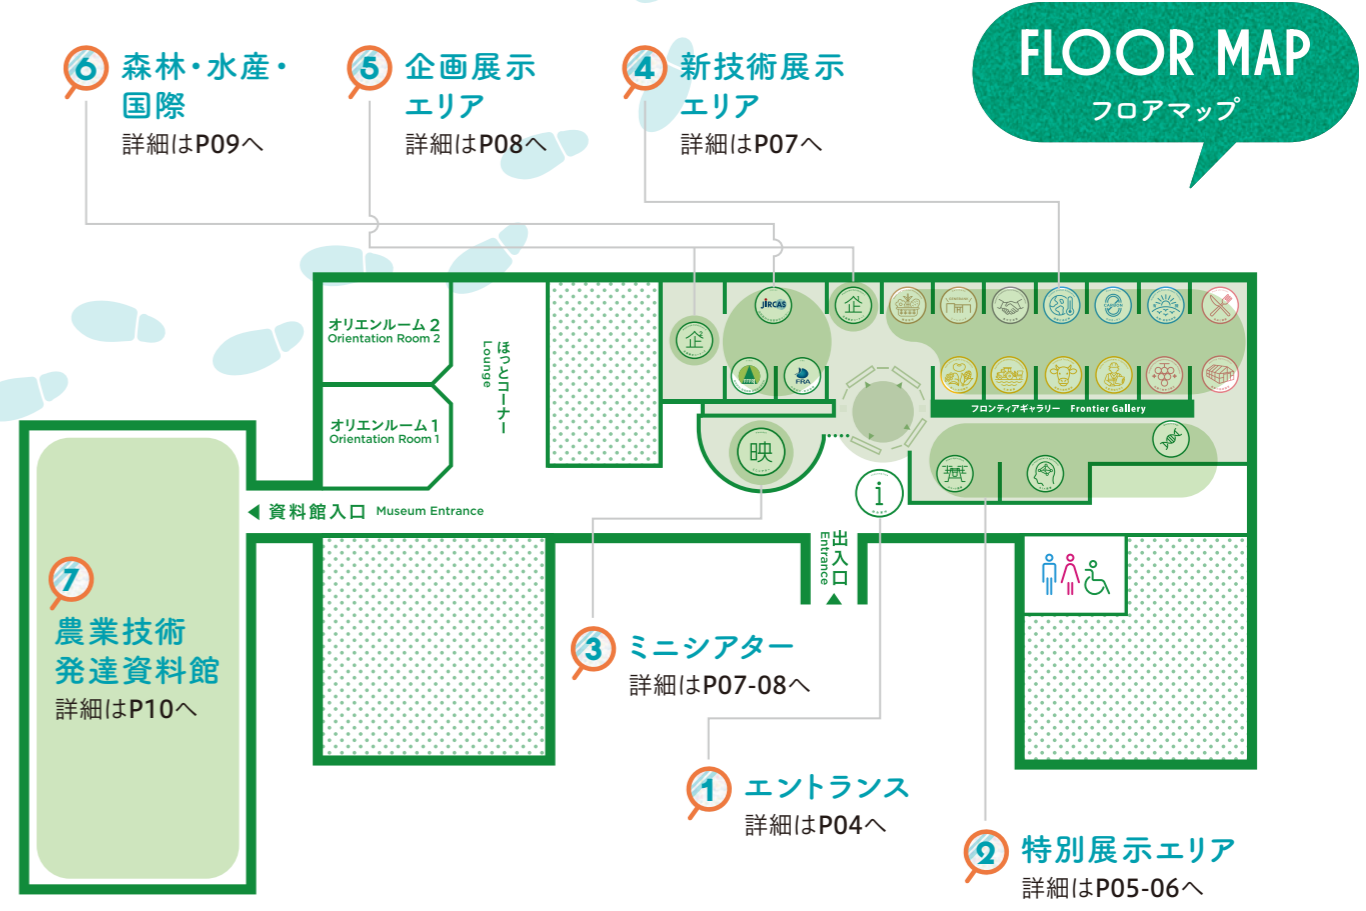 FLOOR MAP
フロアマップ
6 森林・水産・
国際
詳細はP09へ
5 企画展示
エリア
詳細はP08へ
4 新技術展示
エリア
詳細はP07へ
オリエンルーム 2
Orientation Room 2
オリエンルーム 1
Orientation Room 1
ほっとコーナー
Lounge
JIRCAS
企
企
FRA
映
フロンティアギャラリー Frontier Gallery
i
資料館入口 Museum Entrance
出入口
Entrance
7
農業技術
発達資料館
詳細はP10へ
3 ミニシアター
詳細はP07-08へ
1 エントランス
詳細はP04へ
2 特別展示エリア
詳細はP05-06へ